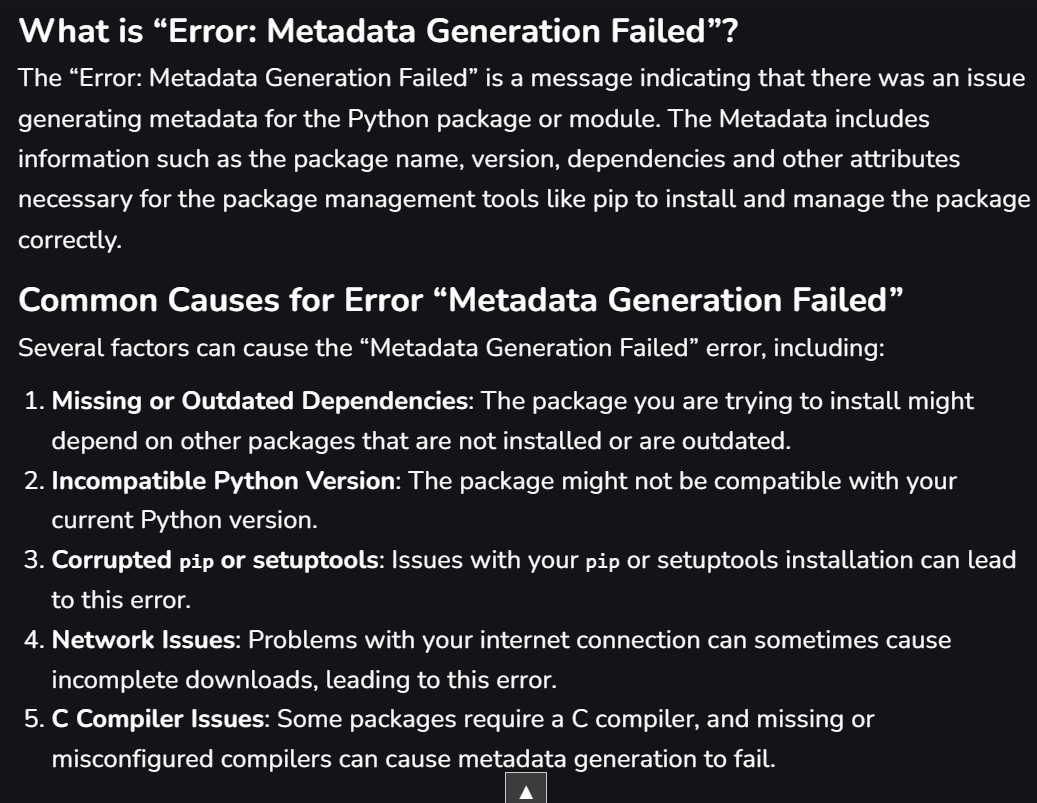 What is “Error: Metadata Generation Failed”?
The “Error: Metadata Generation Failed” is a message indicating that there was an issue
generating metadata for the Python package or module. The Metadata includes
information such as the package name, version, dependencies and other attributes
necessary for the package management tools like pip to install and manage the package
correctly.
Common Causes for Error “Metadata Generation Failed”
Several factors can cause the “Metadata Generation Failed” error, including:
1. Missing or Outdated Dependencies: The package you are trying to install might
depend on other packages that are not installed or are outdated.
2. Incompatible Python Version: The package might not be compatible with your
current Python version.
3. Corrupted pip or setuptools: Issues with your pip or setuptools installation can lead
to this error.
4. Network Issues: Problems with your internet connection can sometimes cause
incomplete downloads, leading to this error.
5. C Compiler Issues: Some packages require a C compiler, and missing or
misconfigured compilers can cause metadata generation to fail.